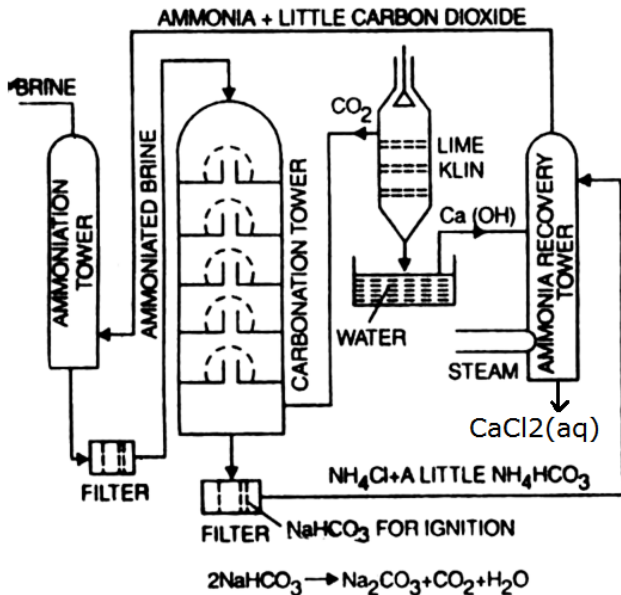 AMMONIA + LITTLE CARBON DIOXIDE
BRINE
AMMONIATION
TOWER
AMMONIATED BRINE
CARBONATION TOWER
CO2
LIME
KLIN
Ca (OH)
WATER
AMMONIA RECOVERY
TOWER
STEAM
CaCl2(aq)
FILTER
NH4Cl+A LITTLE NH4HCO3
FILTER
NaHCO3 FOR IGNITION
2NaHCO3 → Na2CO3+CO2+H2O